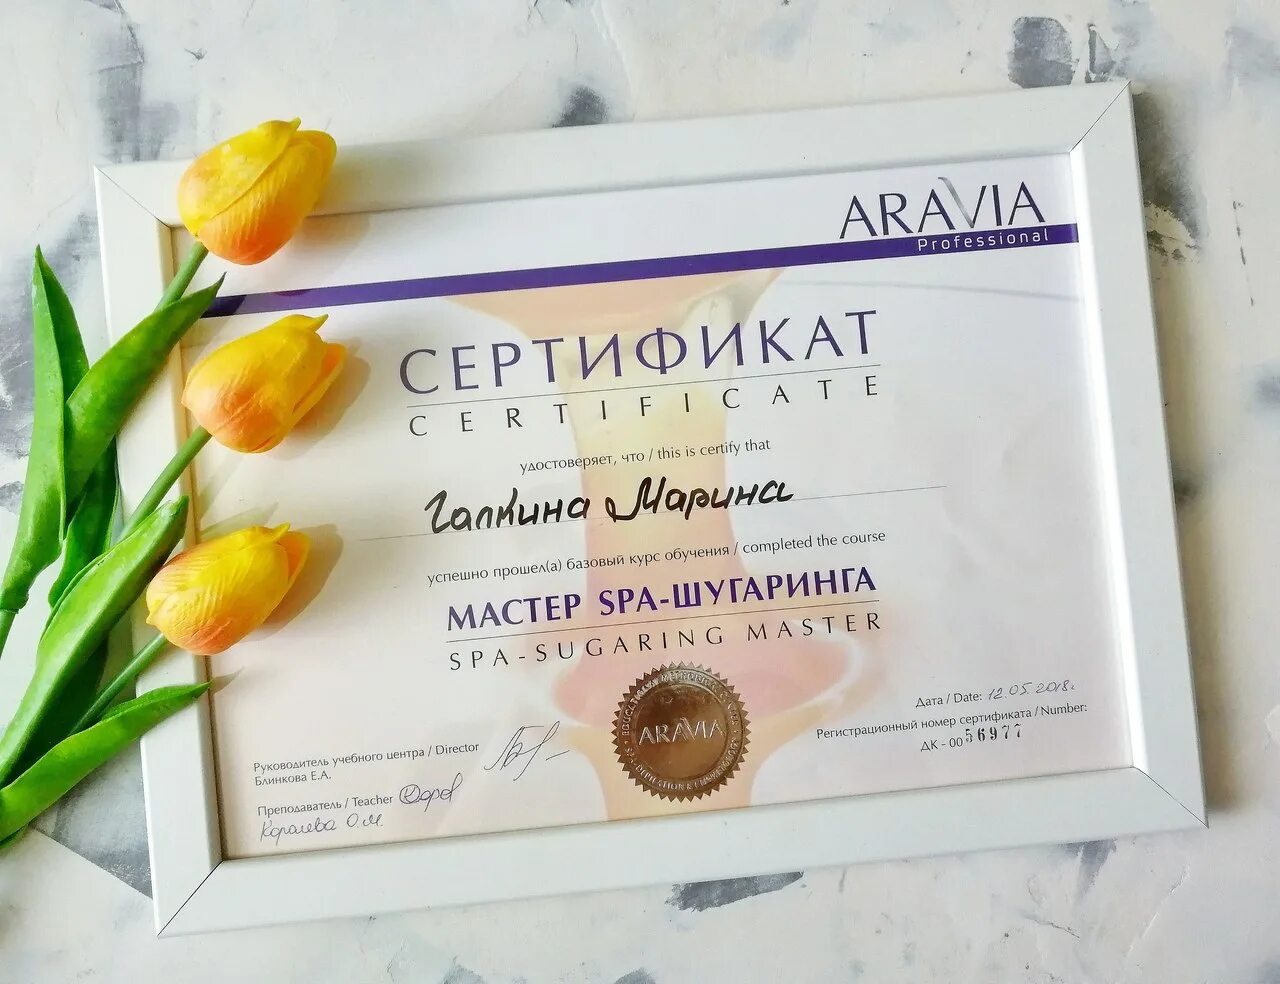 ARAVIA
Professional
СЕРТИФИКАТ
CERTIFICATE
удостоверяет, что / this is certify that
Галкина Марина
успешно прошел(а) базовый курс обучения / completed the course
МАСТЕР SPA-ШУГАРИНГА
SPA-SUGARING MASTER
Дата / Date: 12.05.2018г
Регистрационный номер сертификата / Number:
ДК - 0056977
ARAVIA
Руководитель учебного центра / Director
Блинкова Е.А.
Преподаватель / Teacher
Королева О.М.